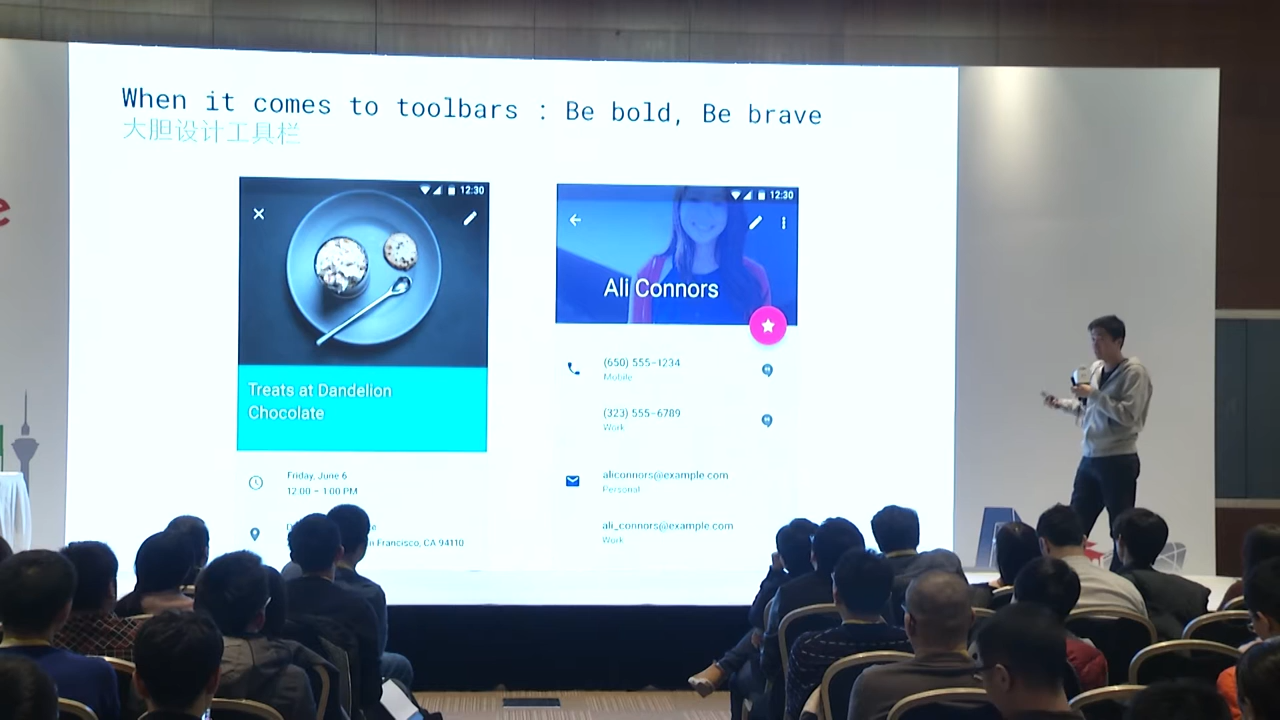 When it comes to toolbars : Be bold, Be brave
大胆设计工具栏
12:30
Treats at Dandelion
Chocolate
Friday, June 6
12:00 – 1:00 PM
Francisco, CA 94110
12:30
Ali Connors
(650) 555-1234
Mobile
(323) 555-6789
Work
aliconnors@example.com
Personal
ali_connors@example.com
Work
e